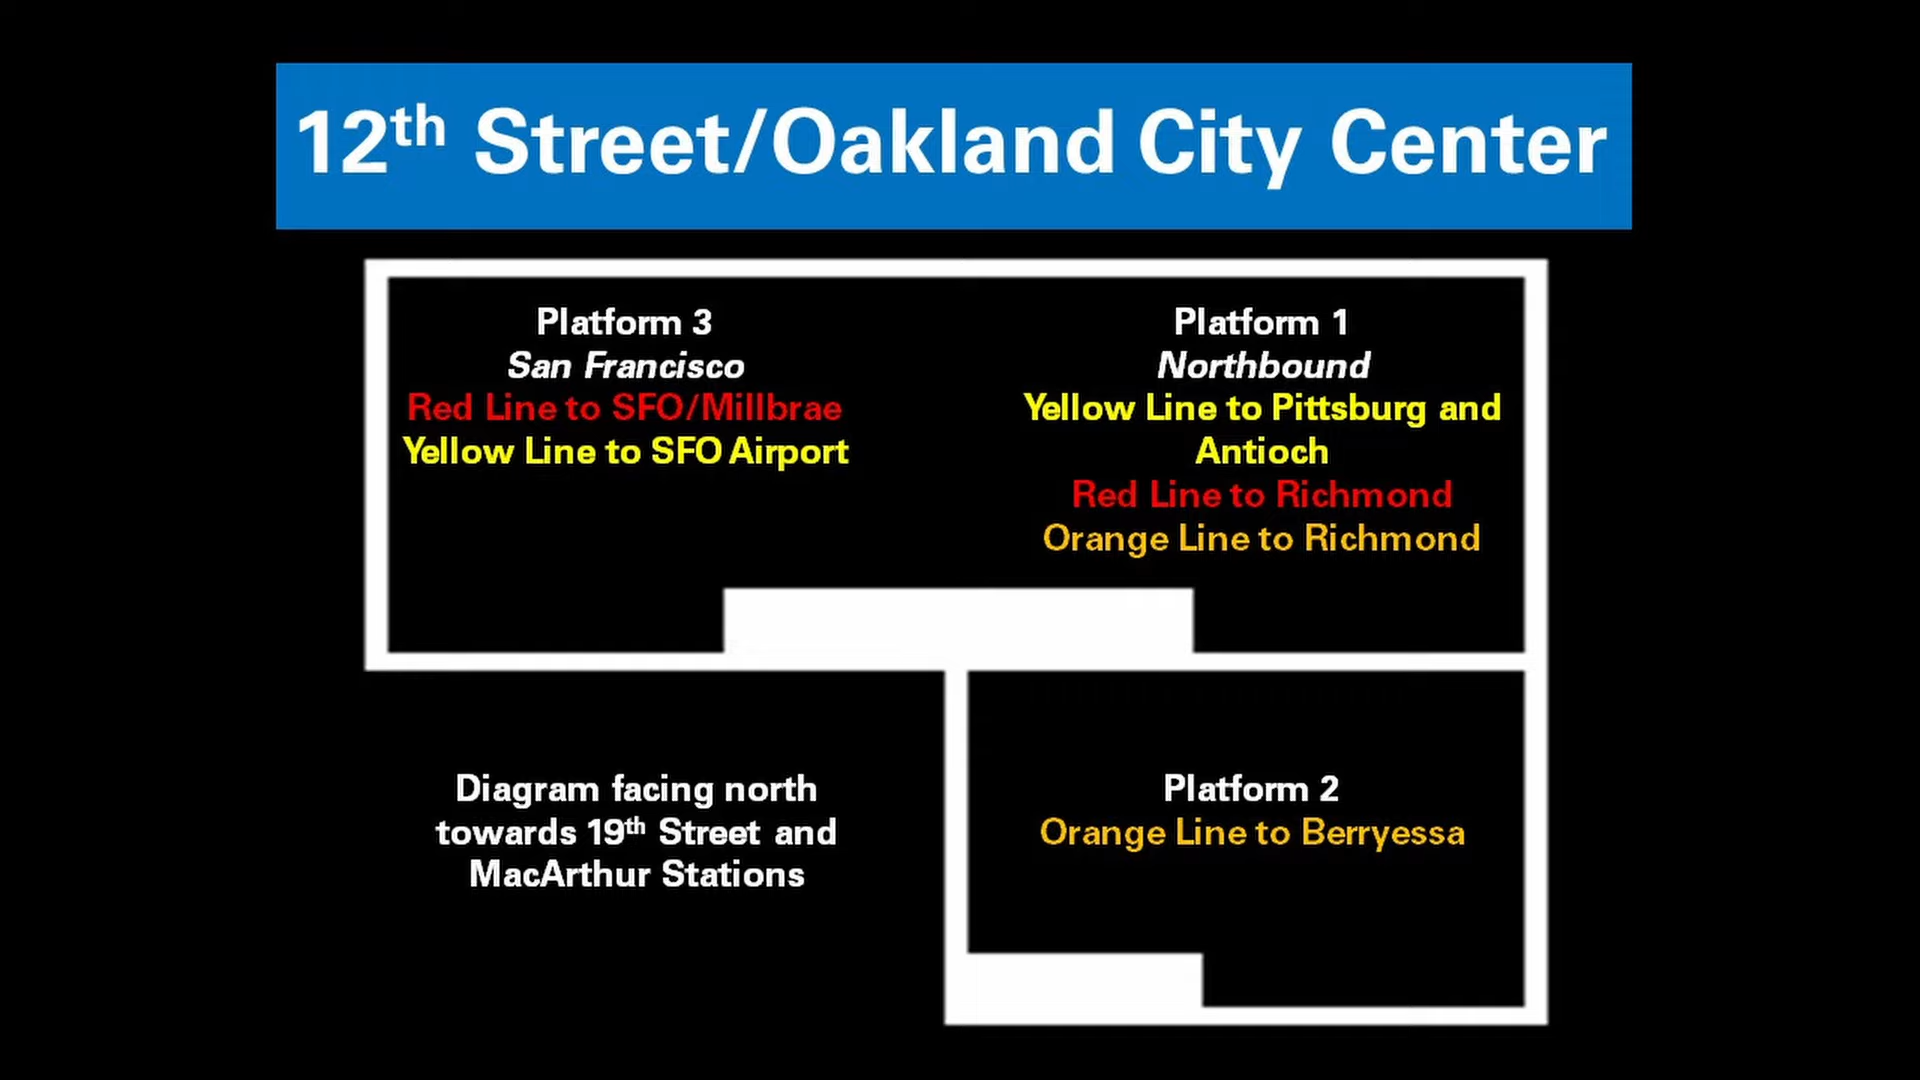 12th Street/Oakland City Center
Platform 3
San Francisco
Red Line to SFO/Millbrae
Yellow Line to SFO Airport
Platform 1
Northbound
Yellow Line to Pittsburg and
Antioch
Red Line to Richmond
Orange Line to Richmond
Diagram facing north
towards 19th Street and
MacArthur Stations
Platform 2
Orange Line to Berryessa